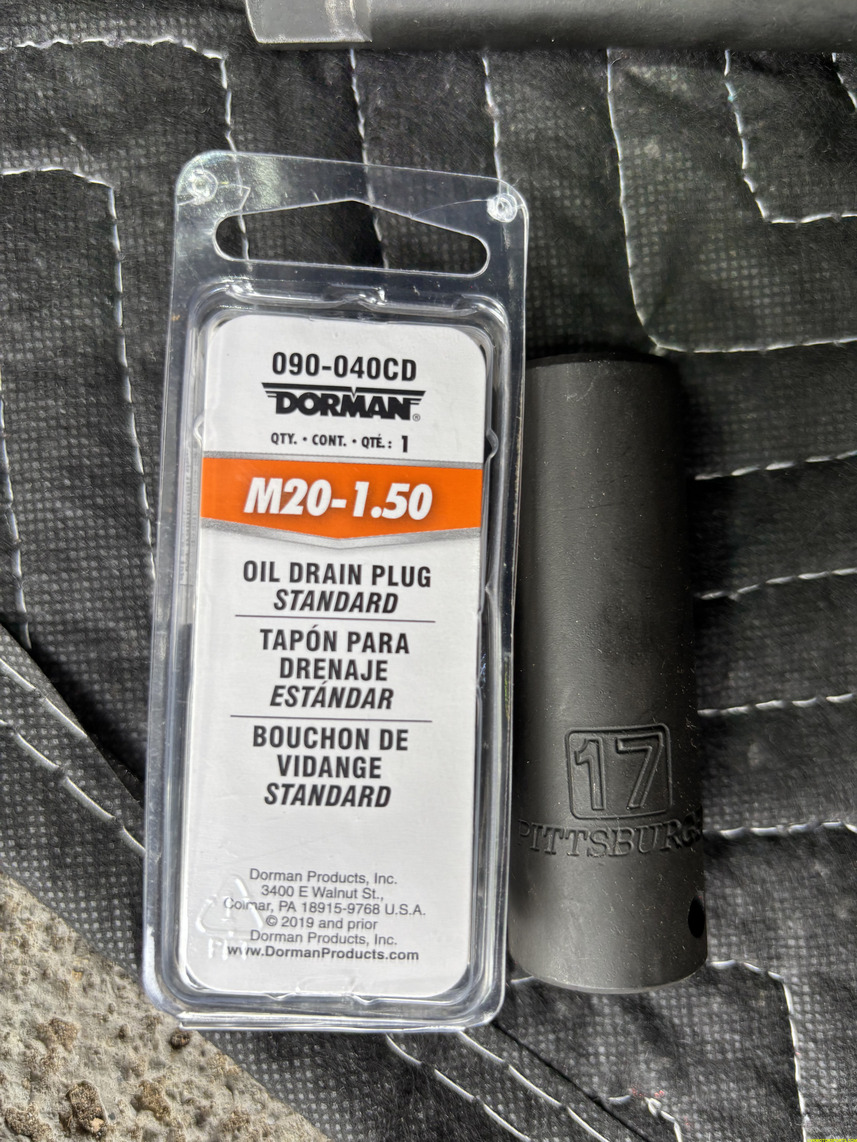 090-040CD
DORMAN®
QTY. • CONT. • QTÉ.: 1
M20-1.50
OIL DRAIN PLUG
STANDARD
TAPÓN PARA
DRENAJE
ESTÁNDAR
BOUCHON DE
VIDANGE
STANDARD
Dorman Products, Inc.
3400 E Walnut St.,
Colmar, PA 18915-9768 U.S.A.
© 2019 and prior
Dorman Products, Inc.
www.DormanProducts.com
17
PITTSBURG